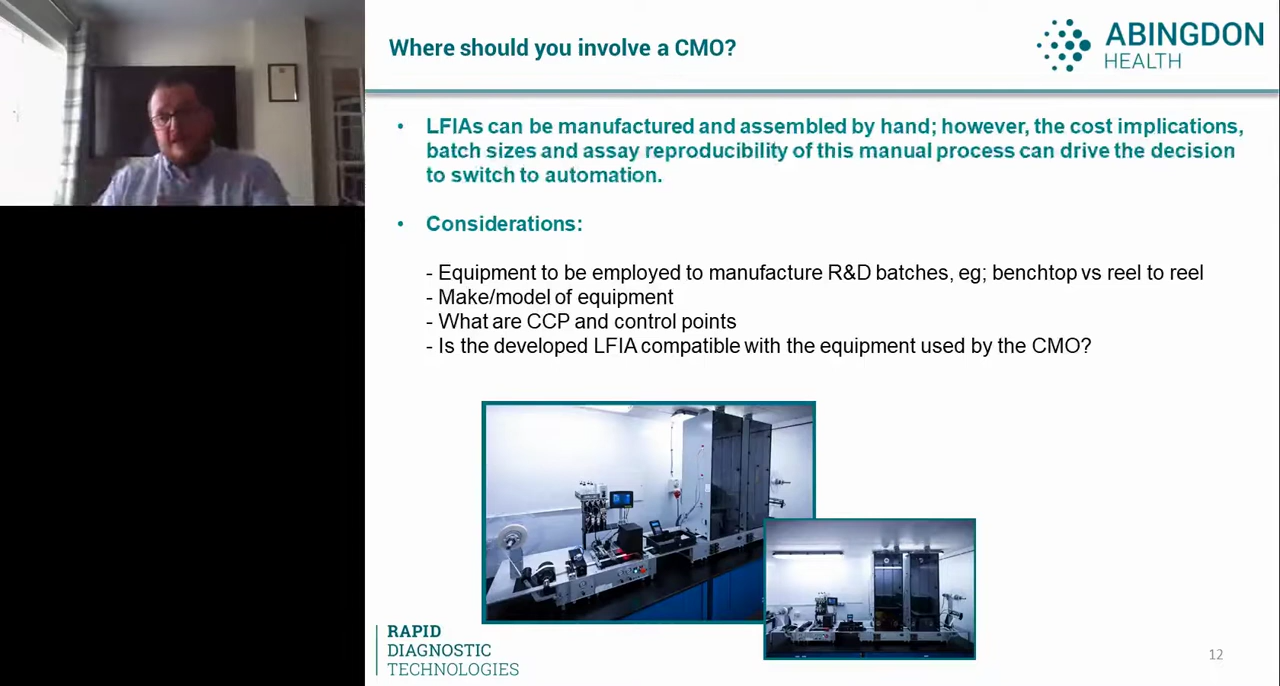 Where should you involve a CMO?
ABINGDON
HEALTH
• LFIAs can be manufactured and assembled by hand; however, the cost implications,
batch sizes and assay reproducibility of this manual process can drive the decision
to switch to automation.
• Considerations:
- Equipment to be employed to manufacture R&D batches, eg; benchtop vs reel to reel
- Make/model of equipment
- What are CCP and control points
- Is the developed LFIA compatible with the equipment used by the CMO?
RAPID
DIAGNOSTIC
TECHNOLOGIES
12